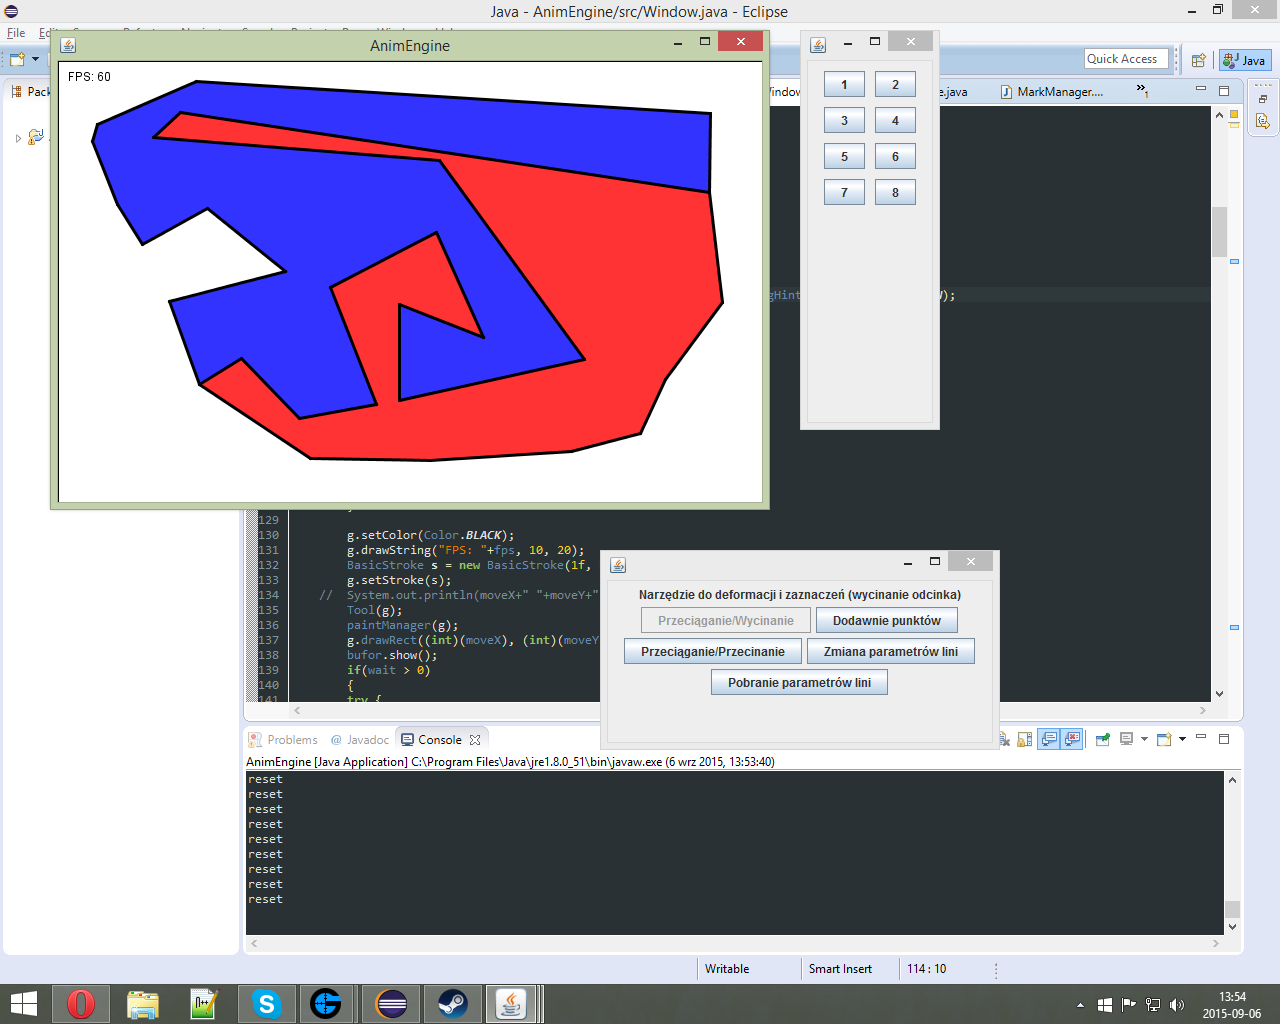 Java - AnimEngine/src/Window.java - Eclipse
File
AnimEngine
FPS: 60
Quick Access
Java
1 2
3 4
5 6
7 8
MarkManager....
1
129
130 g.setColor(Color.BLACK);
131 g.drawString("FPS: "+fps, 10, 20);
132 BasicStroke s = new BasicStroke(1f,
133 g.setStroke(s);
134 // System.out.println(moveX+" "+moveY+"
135 Tool(g);
136 paintManager(g);
137 g.drawRect((int)(moveX), (int)(moveY
138 bufor.show();
139 if(wait > 0)
140 {
141 try {
Narzędzie do deformacji i zaznaczeń (wycinanie odcinka)
Przeciąganie/Wycinanie Dodawnie punktów
Przeciąganie/Przecinanie Zmiana parametrów lini
Pobranie parametrów lini
Problems @ Javadoc Console
AnimEngine [Java Application] C:\Program Files\Java\jre1.8.0_51\bin\javaw.exe (6 wrz 2015, 13:53:40)
reset
reset
reset
reset
reset
reset
reset
reset
reset
Writable Smart Insert 114 : 10
13:54
2015-09-06